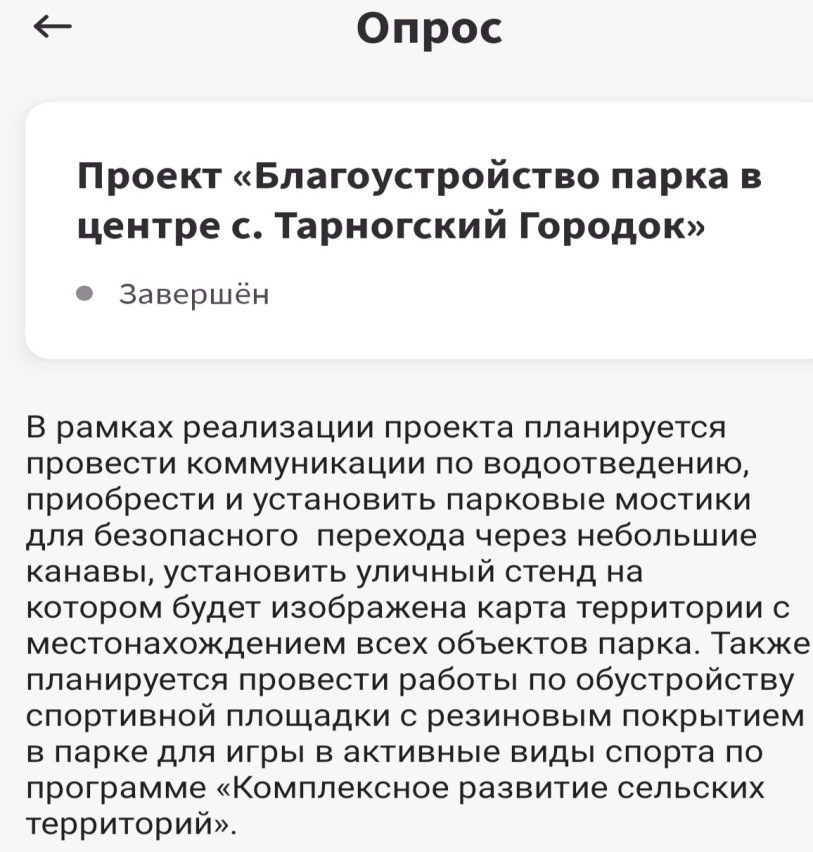 Опрос
Проект «Благоустройство парка в
центре с. Тарногский Городок»
Завершён
В рамках реализации проекта планируется
провести коммуникации по водоотведению,
приобрести и установить парковые мостики
для безопасного  перехода через небольшие
канавы, установить уличный стенд на
котором будет изображена карта территории с
местонахождением всех объектов парка. Также
планируется провести работы по обустройству
спортивной площадки с резиновым покрытием
в парке для игры в активные виды спорта по
программе «Комплексное развитие сельских
территорий».